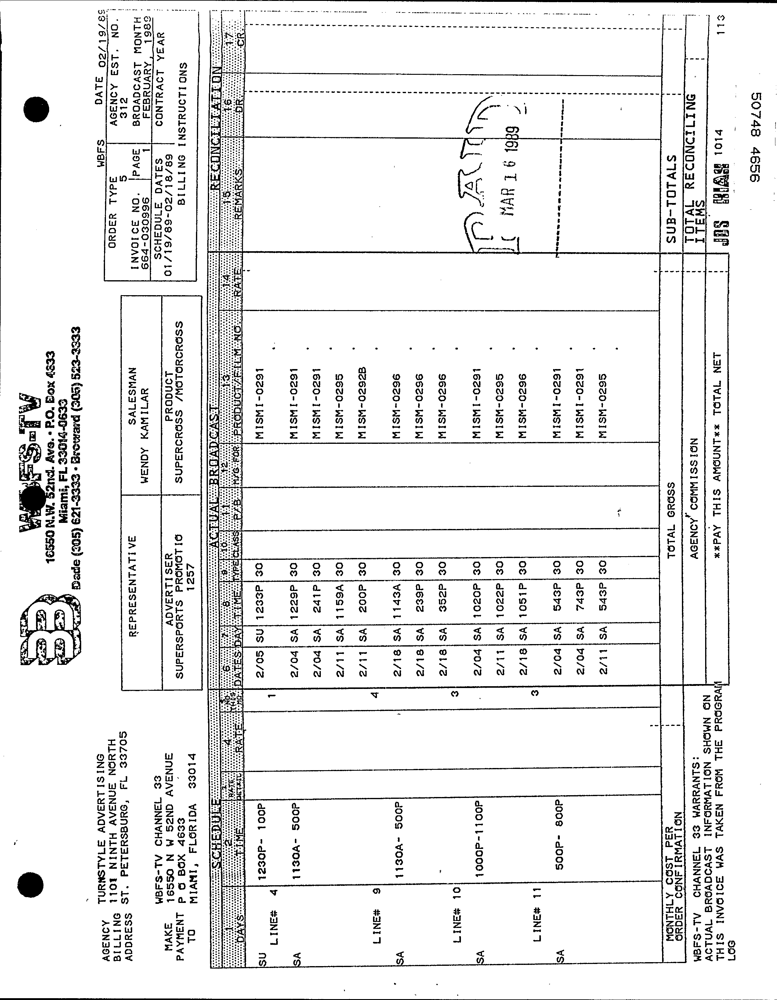 WBFS-TV
16550 N.W. 52nd. Ave. • P.O. Box 4633
Miami, FL 33014-0633
Dade (305) 621-3333 • Broward (305) 523-3333
33
WBFS DATE 02/19/89
AGENCY TURNSTYLE ADVERTISING
BILLING 1101 NINTH AVENUE NORTH
ADDRESS ST. PETERSBURG, FL 33705
WBFS-TV CHANNEL 33
MAKE 16550 N W 52ND AVENUE
PAYMENT P O BOX 4633
TO MIAMI, FLORIDA 33014
REPRESENTATIVE
SALESMAN
WENDY KAMILAR
ADVERTISER
SUPERSPORTS PROMOTIO
1257
PRODUCT
SUPERCROSS /MOTORCROSS
ORDER TYPE
5
AGENCY EST. NO.
312
INVOICE NO.
664-030996
PAGE
1
BROADCAST MONTH
FEBRUARY, 1989
SCHEDULE DATES
01/19/89-02/18/89
CONTRACT YEAR
BILLING INSTRUCTIONS
SCHEDULE ACTUAL BROADCAST RECONCILIATION
1 2 4 6 7 8 9 10 11 12 13 14 15 16 17
DAYS TIME RATE DATES DAY TIME TYPE CLASS P/B M/G FOR PRODUCT/FILM NO. RATE REMARKS DR. CR.
SU 1230P- 100P 1 2/05 SU 1233P 30 MISMI-0291 .
LINE# 4
SA 1130A- 500P 2/04 SA 1229P 30 MISMI-0291 .
2/04 SA 241P 30 MISMI-0291 .
2/11 SA 1159A 30 MISM-0295 .
4 2/11 SA 200P 30 MISM-0292B .
LINE# 9
SA 1130A- 500P 2/18 SA 1143A 30 MISM-0296 .
2/18 SA 239P 30 MISM-0296 .
3 2/18 SA 352P 30 MISM-0296 .
LINE# 10
SA 1000P-1100P 2/04 SA 1020P 30 MISMI-0291 .
2/11 SA 1022P 30 MISM-0295 .
3 2/18 SA 1051P 30 MISM-0296 .
LINE# 11
SA 500P- 800P 2/04 SA 543P 30 MISMI-0291 .
2/04 SA 743P 30 MISMI-0291 .
2/11 SA 543P 30 MISM-0295 .
PAID
MAR 16 1989
MONTHLY COST PER
ORDER CONFIRMATION
TOTAL GROSS
SUB-TOTALS
WBFS-TV CHANNEL 33 WARRANTS:
ACTUAL BROADCAST INFORMATION SHOWN ON
THIS INVOICE WAS TAKEN FROM THE PROGRAM
LOG
AGENCY COMMISSION
TOTAL RECONCILING
ITEMS
**PAY THIS AMOUNT** TOTAL NET
1014
113
50748 4656